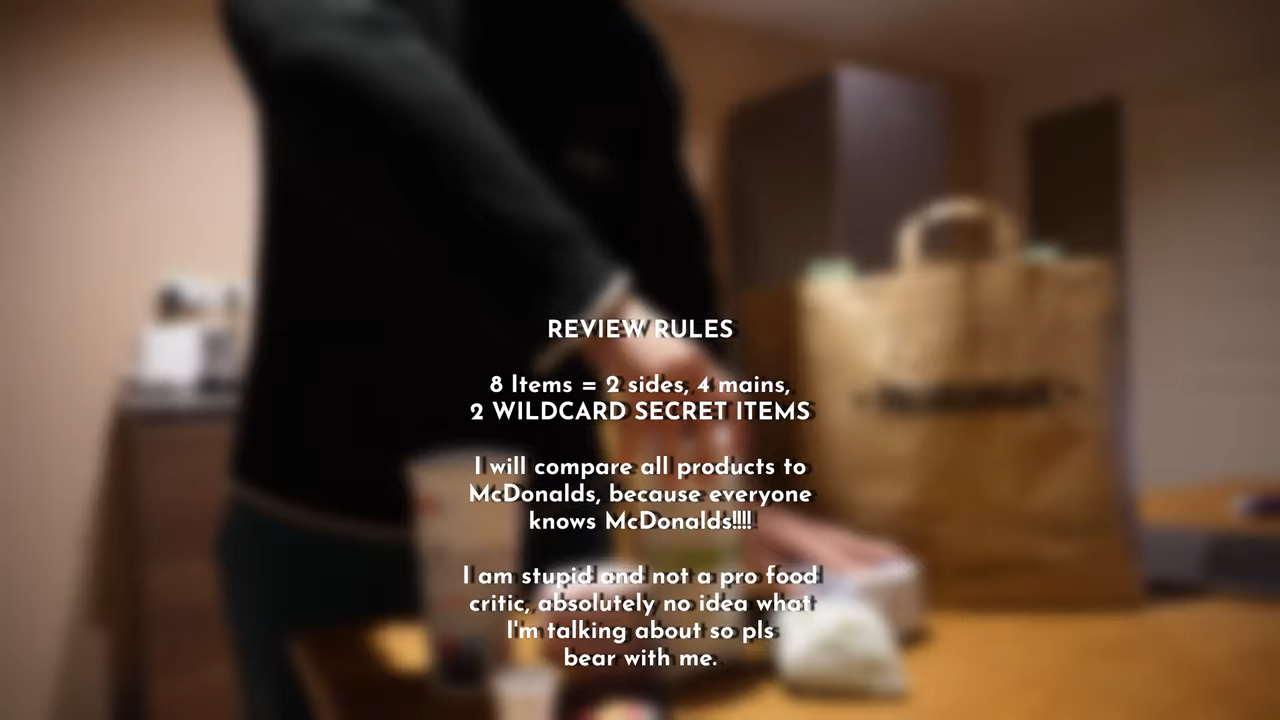 REVIEW RULES
8 Items = 2 sides, 4 mains,
2 WILDCARD SECRET ITEMS
I will compare all products to
McDonalds, because everyone
knows McDonalds!!!!
I am stupid and not a pro food
critic, absolutely no idea what
I'm talking about so pls
bear with me.